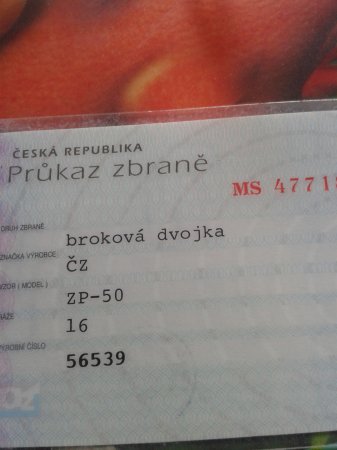 ČESKÁ REPUBLIKA
Průkaz zbraně
MS 4771
DRUH ZBRANĚ
broková dvojka
ZNAČKA VÝROBCE
ČZ
VZOR ( MODEL )
ZP-50
RÁŽE
16
VÝROBNÍ ČÍSLO
56539